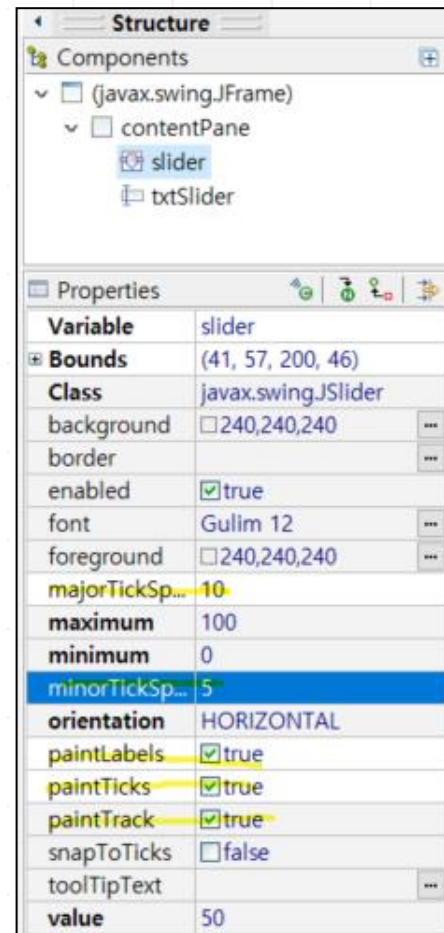 Structure
Components
(javax.swing.JFrame)
contentPane
slider
txtSlider
Properties
Variable slider
Bounds (41, 57, 200, 46)
Class javax.swing.JSlider
background 240,240,240 ...
border ...
enabled true
font Gulim 12 ...
foreground 240,240,240 ...
majorTickSp... 10
maximum 100
minimum 0
minorTickSp... 5
orientation HORIZONTAL
paintLabels true
paintTicks true
paintTrack true
snapToTicks false
toolTipText ...
value 50